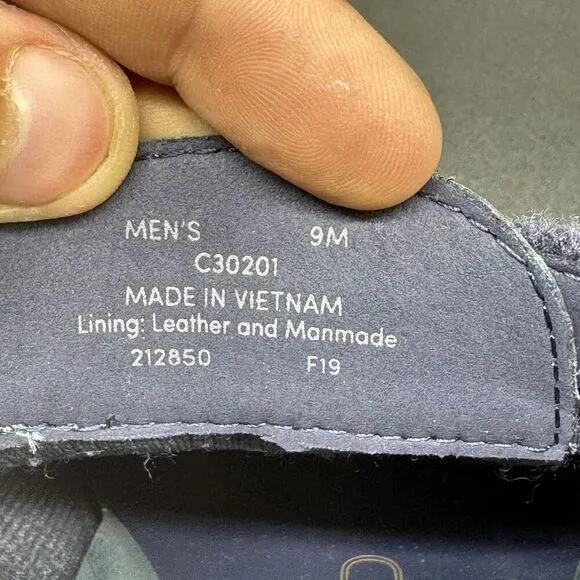 MEN'S 9M
C30201
MADE IN VIETNAM
Lining: Leather and Manmade
212850 F19